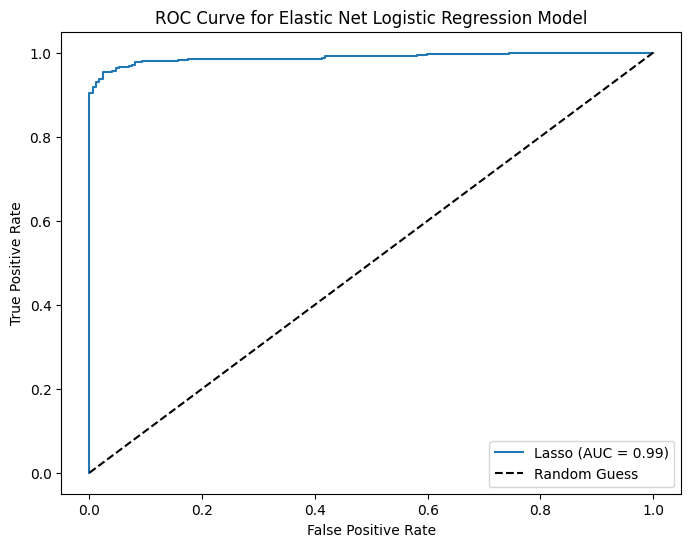 ROC Curve for Elastic Net Logistic Regression Model
1.0
0.8
0.6
0.4
0.2
0.0
True Positive Rate
Lasso (AUC = 0.99)
Random Guess
0.0 0.2 0.4 0.6 0.8 1.0
False Positive Rate